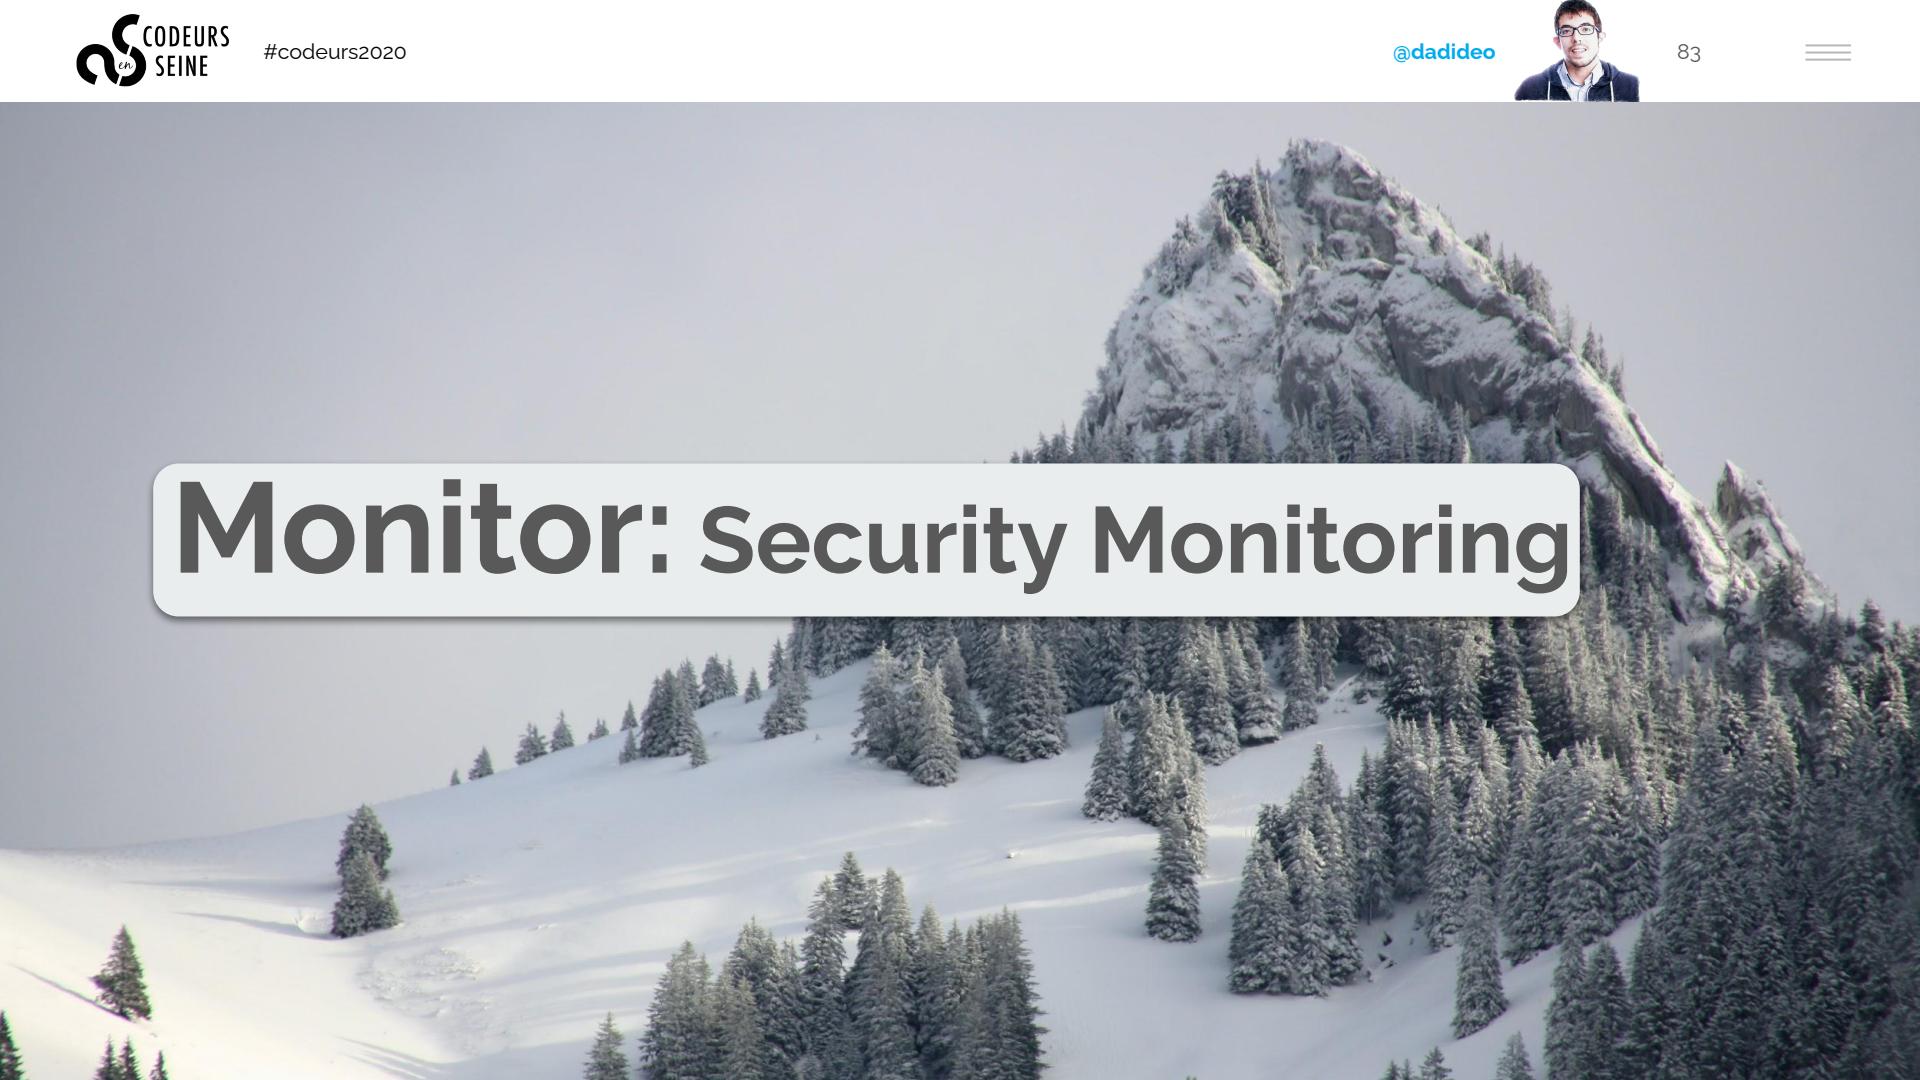 CODEURS
en
SEINE
#codeurs2020
@dadideo
83
Monitor: Security Monitoring